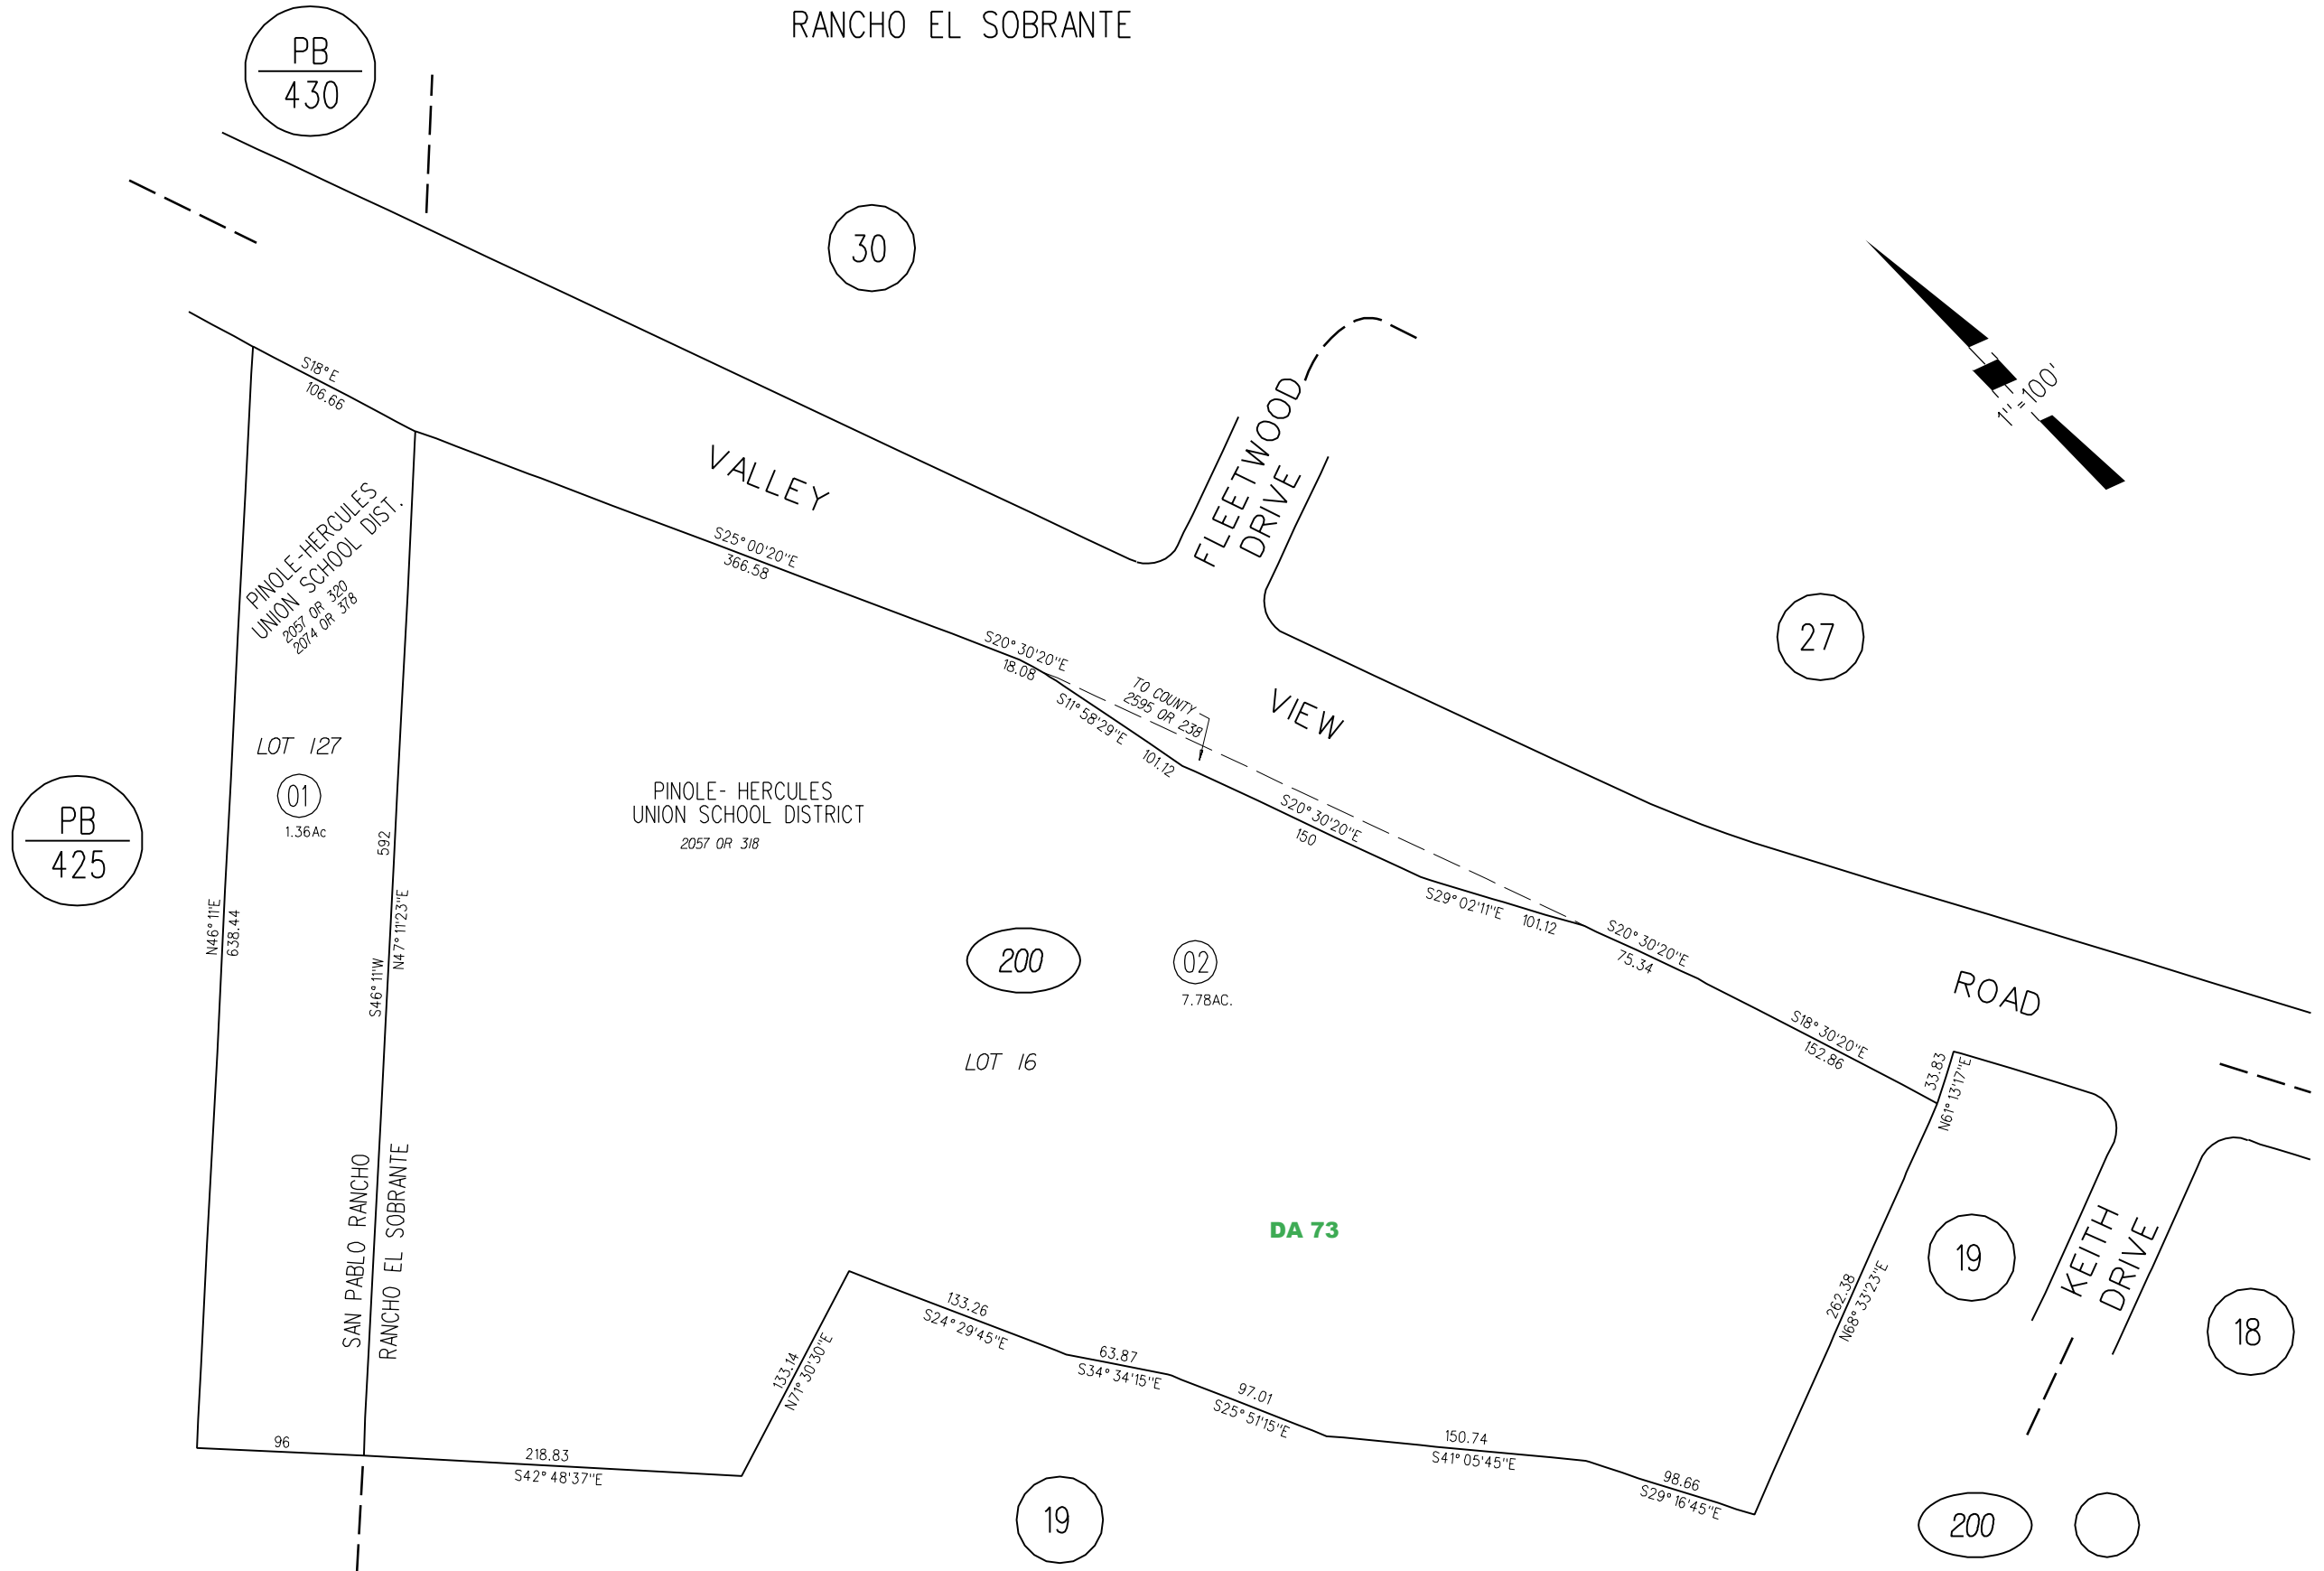 RANCHO EL SOBRANTE
PB
430
30
S18°E
106.66
VALLEY
FLEETWOOD
DRIVE
1"=100'
PINOLE-HERCULES
UNION SCHOOL DIST.
2057 OR 320
2074 OR 378
S25°00'20"E
366.58
S20°30'20"E
18.08
TO COUNTY
2595 OR 238
S11°58'29"E
101.12
VIEW
27
LOT 127
01
1.36Ac
PB
425
592
PINOLE- HERCULES
UNION SCHOOL DISTRICT
2057 OR 318
S20°30'20"E
150
S29°02'11"E
101.12
N46°11'E
638.44
S46°11'W
N47°11'23"E
200
02
7.78AC.
S20°30'20"E
75.34
ROAD
S18°30'20"E
152.86
33.83
N61°13'17"E
LOT 16
SAN PABLO RANCHO
RANCHO EL SOBRANTE
DA 73
19
KEITH
DRIVE
18
262.38
N68°33'23"E
133.14
N71°30'30"E
133.26
S24°29'45"E
63.87
S34°34'15"E
97.01
S25°51'15"E
150.74
S41°05'45"E
98.66
S29°16'45"E
96
218.83
S42°48'37"E
19
200